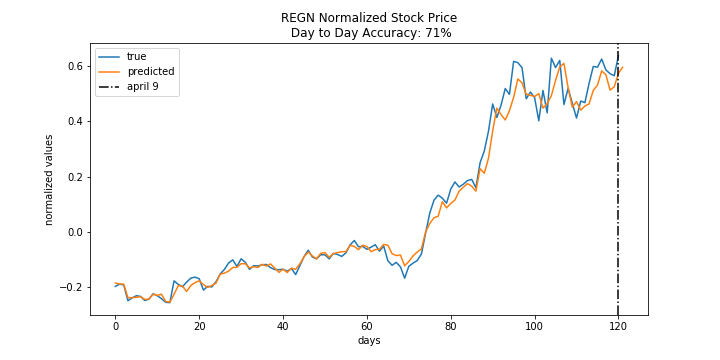 REGN Normalized Stock Price
Day to Day Accuracy: 71%
true
predicted
april 9
normalized values
0.6
0.4
0.2
0.0
−0.2
0 20 40 60 80 100 120
days